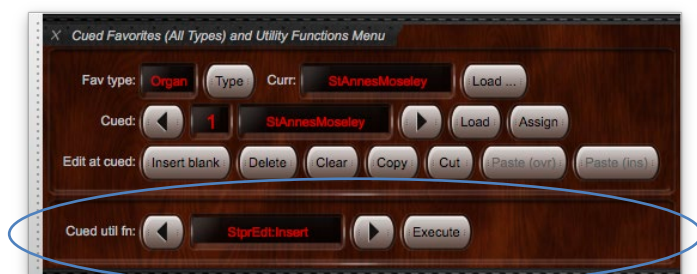 X Cued Favorites (All Types) and Utility Functions Menu
Fav type: Organ Type Curr: StAnnesMoseley Load ...
Cued: 1 StAnnesMoseley Load Assign
Edit at cued: Insert blank Delete Clear Copy Cut Paste (ovr) Paste (ins)
Cued util fn: StprEdt:Insert Execute